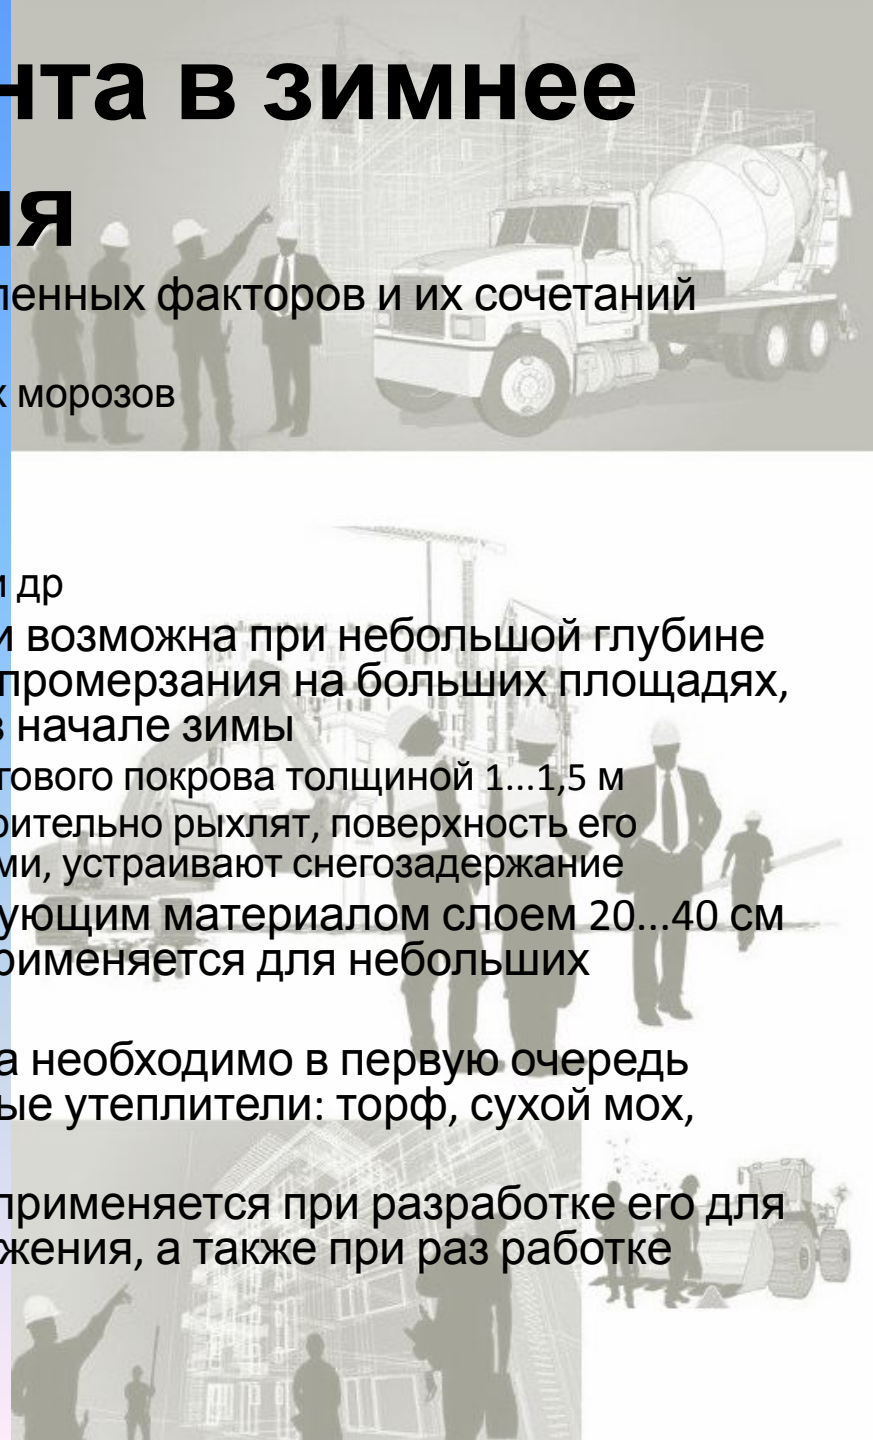 нта в зимнее
ия
ленных факторов и их сочетаний
х морозов
и др
и возможна при небольшой глубине
промерзания на больших площадях,
в начале зимы
гового покрова толщиной 1...1,5 м
рительно рыхлят, поверхность его
ми, устраивают снегозадержание
ующим материалом слоем 20...40 см
рименяется для небольших
а необходимо в первую очередь
ые утеплители: торф, сухой мох,
применяется при разработке его для
жения, а также при раз работке